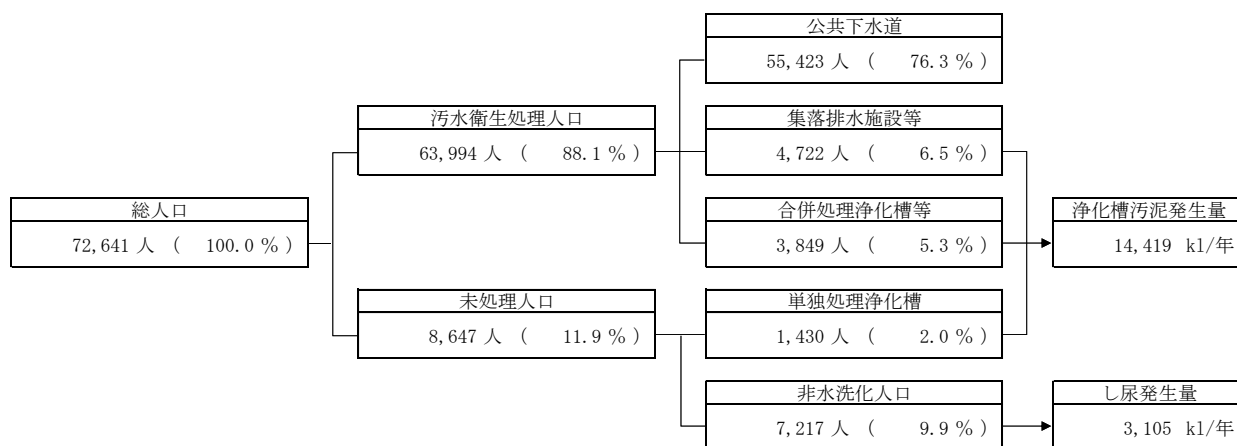 公共下水道
55,423 人 ( 76.3 % )
汚水衛生処理人口
63,994 人 ( 88.1 % )
集落排水施設等
4,722 人 ( 6.5 % )
総人口
72,641 人 ( 100.0 % )
合併処理浄化槽等
3,849 人 ( 5.3 % )
浄化槽汚泥発生量
14,419 kl/年
未処理人口
8,647 人 ( 11.9 % )
単独処理浄化槽
1,430 人 ( 2.0 % )
非水洗化人口
7,217 人 ( 9.9 % )
し尿発生量
3,105 kl/年